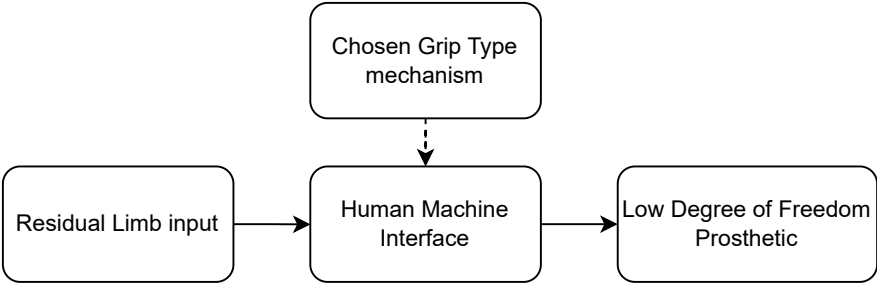 Chosen Grip Type
mechanism
Residual Limb input
Human Machine
Interface
Low Degree of Freedom
Prosthetic